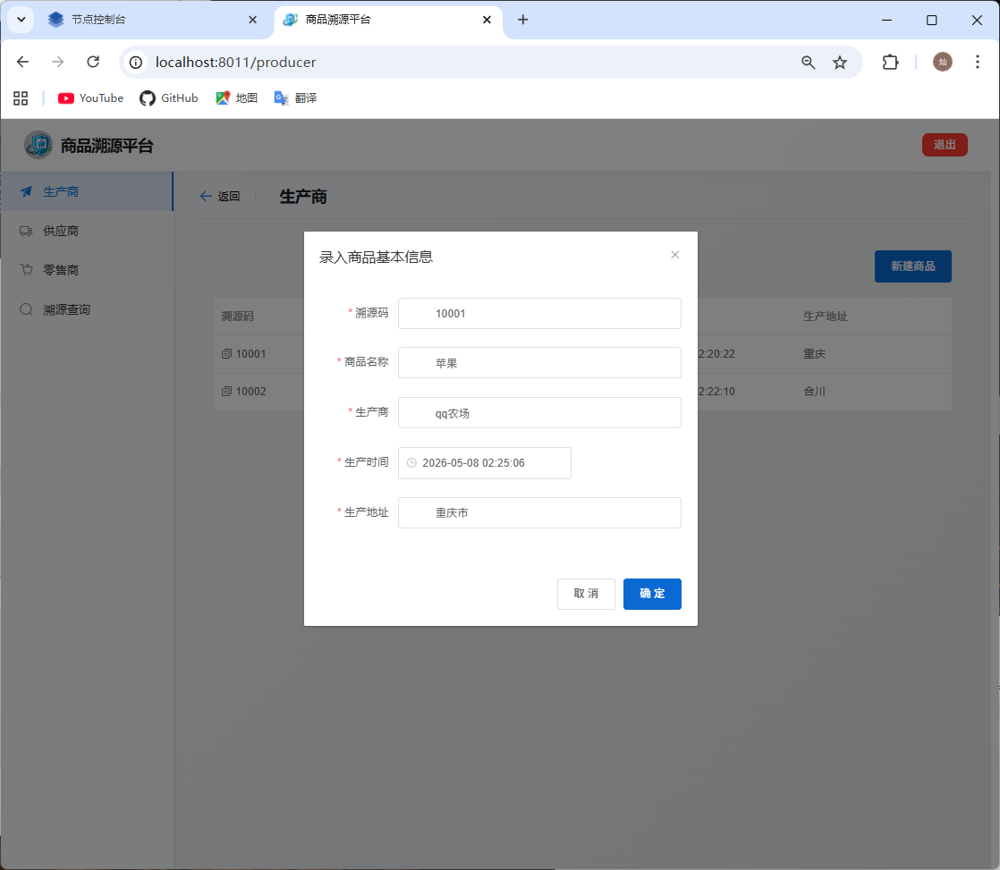 节点控制台
商品溯源平台
localhost:8011/producer
灿
YouTube
GitHub
地图
翻译
商品溯源平台
退出
生产商
供应商
零售商
溯源查询
返回
生产商
新建商品
溯源码
生产地址
10001
2:20:22
重庆
10002
2:22:10
合川
录入商品基本信息
* 溯源码
10001
* 商品名称
苹果
* 生产商
qq农场
* 生产时间
2026-05-08 02:25:06
* 生产地址
重庆市
取 消
确 定